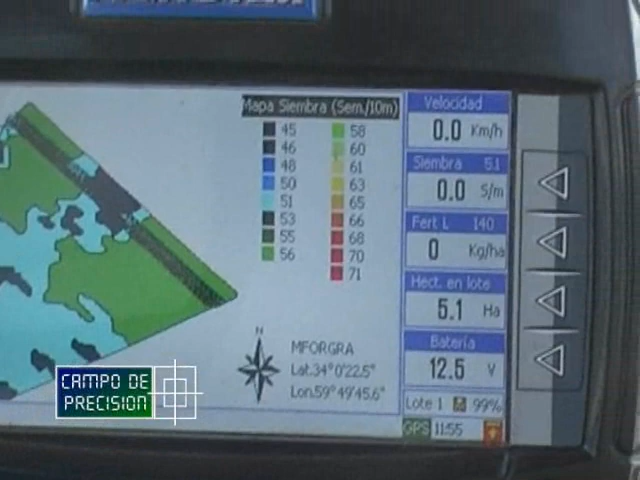 Mapa Siembra (Sem./10m)
45 58
46 60
48 61
50 63
51 65
53 66
55 68
56 70
71
Velocidad
0.0 Km/h
Siembra 5.1
0.0 S/m
Fert L 140
0 Kg/ha
Hect. en lote
5.1 Ha
Batería
12.5 V
Lote 1 99%
GPS 11:55
N
MFORGRA
Lat.34°0'22.5"
Lon.59°49'45.6"
CAMPO DE
PRECISION